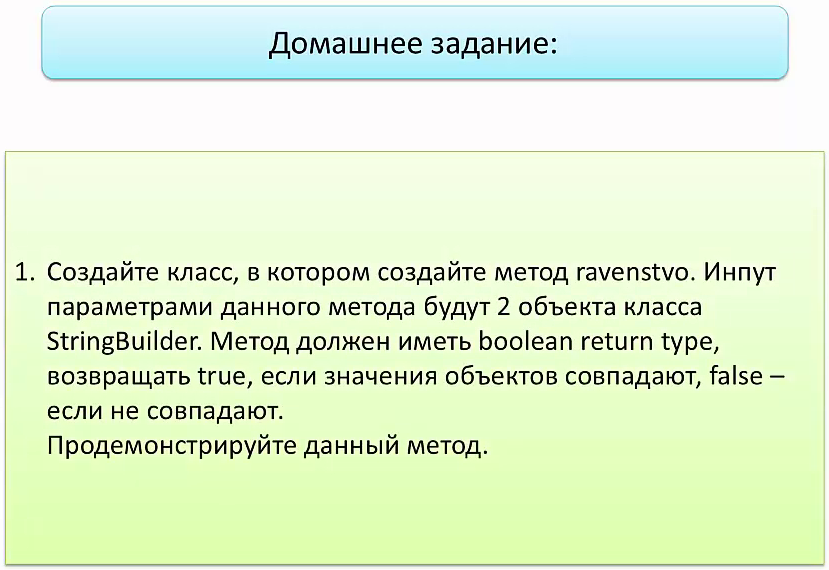 Домашнее задание:
1. Создайте класс, в котором создайте метод ravenstvo. Инпут
параметрами данного метода будут 2 объекта класса
StringBuilder. Метод должен иметь boolean return type,
возвращать true, если значения объектов совпадают, false –
если не совпадают.
Продемонстрируйте данный метод.